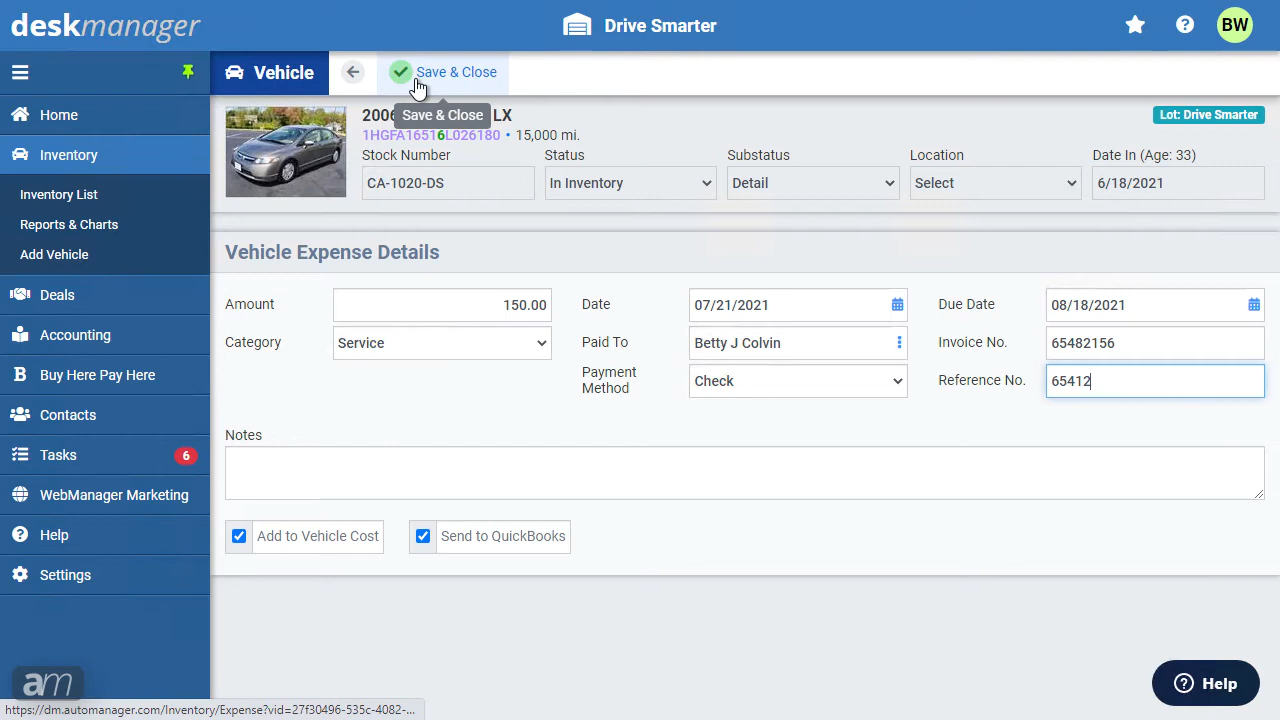 deskmanager
Drive Smarter
BW
Vehicle
Save & Close
Save & Close
2006
LX
Lot: Drive Smarter
1HGFA16516L026180 • 15,000 mi.
Stock Number
Status
Substatus
Location
Date In (Age: 33)
CA-1020-DS
In Inventory
Detail
Select
6/18/2021
Home
Inventory
Inventory List
Reports & Charts
Add Vehicle
Deals
Accounting
Buy Here Pay Here
Contacts
Tasks
6
WebManager Marketing
Help
Settings
Vehicle Expense Details
Amount
150.00
Date
07/21/2021
Due Date
08/18/2021
Category
Service
Paid To
Betty J Colvin
Invoice No.
65482156
Payment
Method
Check
Reference No.
65412
Notes
Add to Vehicle Cost
Send to QuickBooks
am
Help
https://dm.automanager.com/Inventory/Expense?vid=27f30496-535c-4082-...